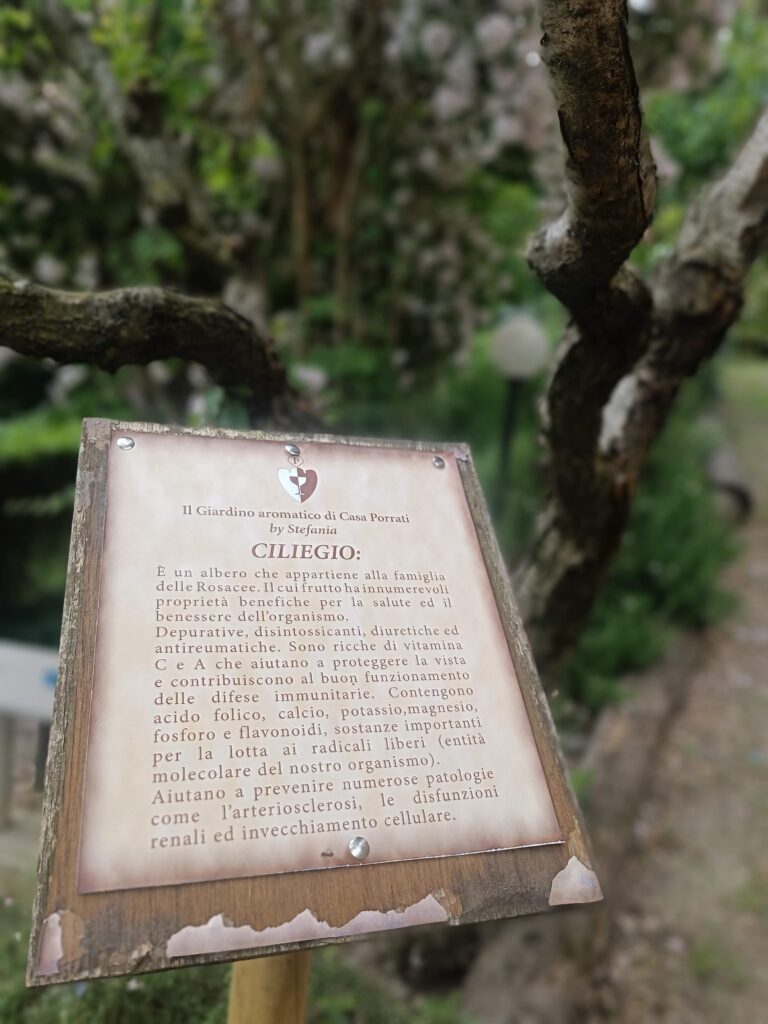 P
Il Giardino aromatico di Casa Porrati
by Stefania
CILIEGIO:
È un albero che appartiene alla famiglia
delle Rosacee. Il cui frutto ha innumerevoli
proprietà benefiche per la salute ed il
benessere dell'organismo.
Depurative, disintossicanti, diuretiche ed
antireumatiche. Sono ricche di vitamina
C e A che aiutano a proteggere la vista
e contribuiscono al buon funzionamento
delle difese immunitarie. Contengono
acido folico, calcio, potassio,magnesio,
fosforo e flavonoidi, sostanze importanti
per la lotta ai radicali liberi (entità
molecolare del nostro organismo).
Aiutano a prevenire numerose patologie
come l'arteriosclerosi, le disfunzioni
renali ed invecchiamento cellulare.